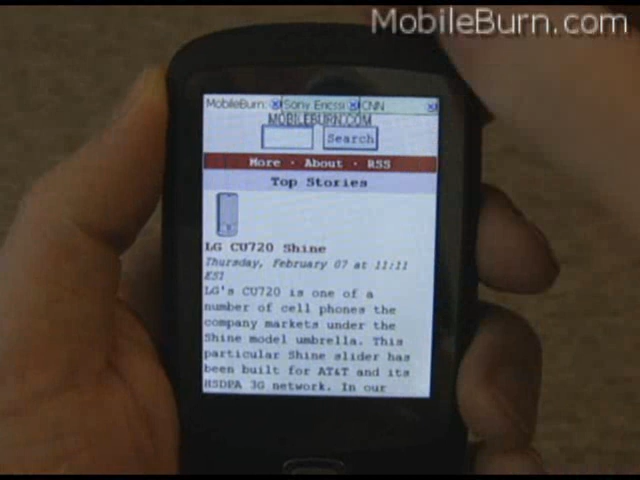 MobileBurn.com
MobileBurn: Sony Ericssi CNN
MOBILEBURN.COM
Search
More · About · RSS
Top Stories
LG CU720 Shine
Thursday, February 07 at 11:11
EST
LG's CU720 is one of a
number of cell phones the
company markets under the
Shine model umbrella. This
particular Shine slider has
been built for AT&T and its
HSDPA 3G network. In our